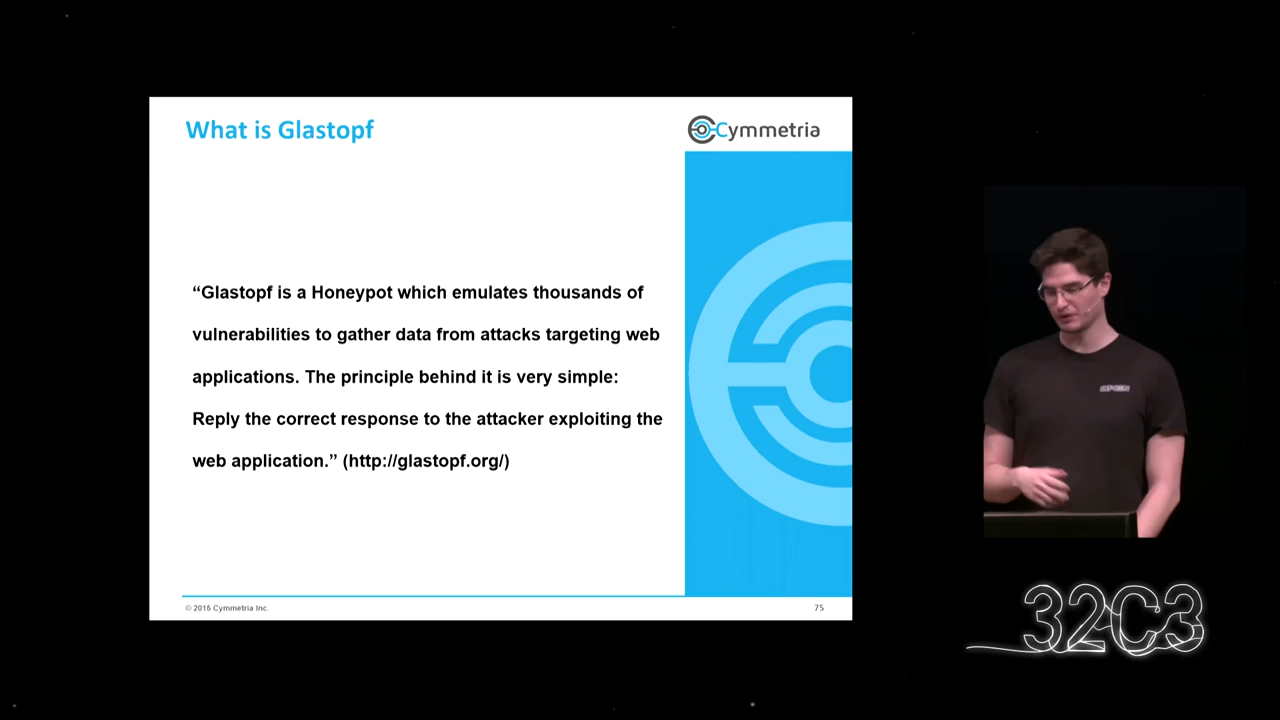 What is Glastopf
Cymmetria
“Glastopf is a Honeypot which emulates thousands of
vulnerabilities to gather data from attacks targeting web
applications. The principle behind it is very simple:
Reply the correct response to the attacker exploiting the
web application.” (http://glastopf.org/)
© 2015 Cymmetria Inc.
75
32C3